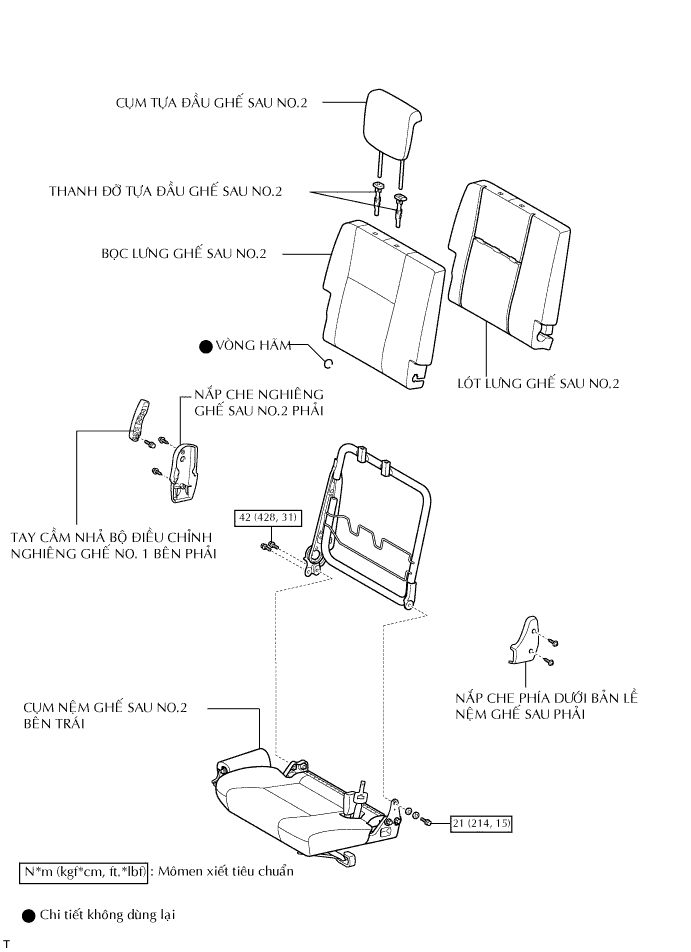 CỤM TỰA ĐẦU GHẾ SAU NO.2
THANH ĐỠ TỰA ĐẦU GHẾ SAU NO.2
BỌC LƯNG GHẾ SAU NO.2
VÒNG HÃM
LÓT LƯNG GHẾ SAU NO.2
NẮP CHE NGHIÊNG
GHẾ SAU NO.2 PHẢI
42 (428, 31)
TAY CẦM NHẢ BỘ ĐIỀU CHỈNH
NGHIÊNG GHẾ NO. 1 BÊN PHẢI
NẮP CHE PHÍA DƯỚI BẢN LỀ
NỆM GHẾ SAU PHẢI
CỤM NỆM GHẾ SAU NO.2
BÊN TRÁI
21 (214, 15)
N*m (kgf*cm, ft.*lbf) : Mômen xiết tiêu chuẩn
Chi tiết không dùng lại
T